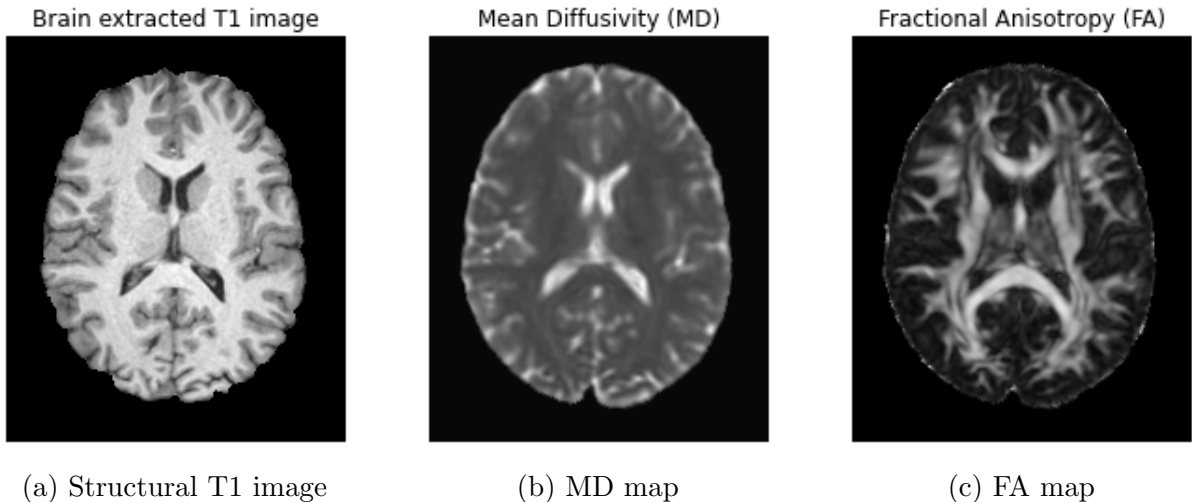 Brain extracted T1 image
Mean Diffusivity (MD)
Fractional Anisotropy (FA)
(a) Structural T1 image
(b) MD map
(c) FA map